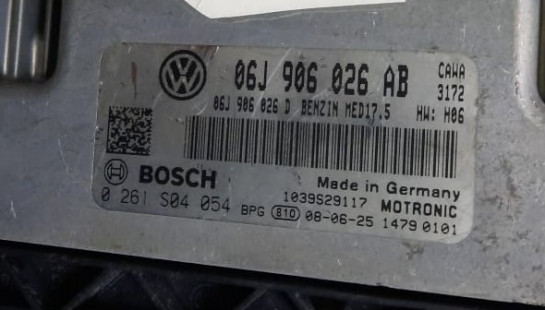 06J 906 026 AB CAWA
3172
06J 906 026 D BENZIN MED17.5 HW: H06
BOSCH Made in Germany
1039S29117 MOTRONIC
0 261 S04 054 BPG 810 08-06-25 1479 0101